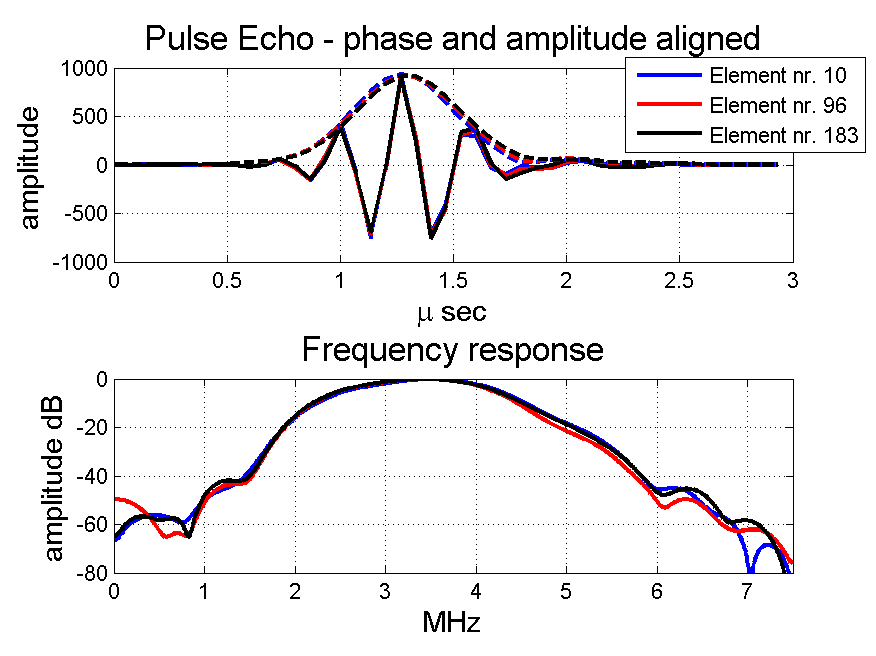 Pulse Echo - phase and amplitude aligned
Element nr. 10
Element nr. 96
Element nr. 183
amplitude
1000
500
0
-500
-1000
0 0.5 1 1.5 2 2.5 3
μ sec
Frequency response
amplitude dB
0
-20
-40
-60
-80
0 1 2 3 4 5 6 7
MHz